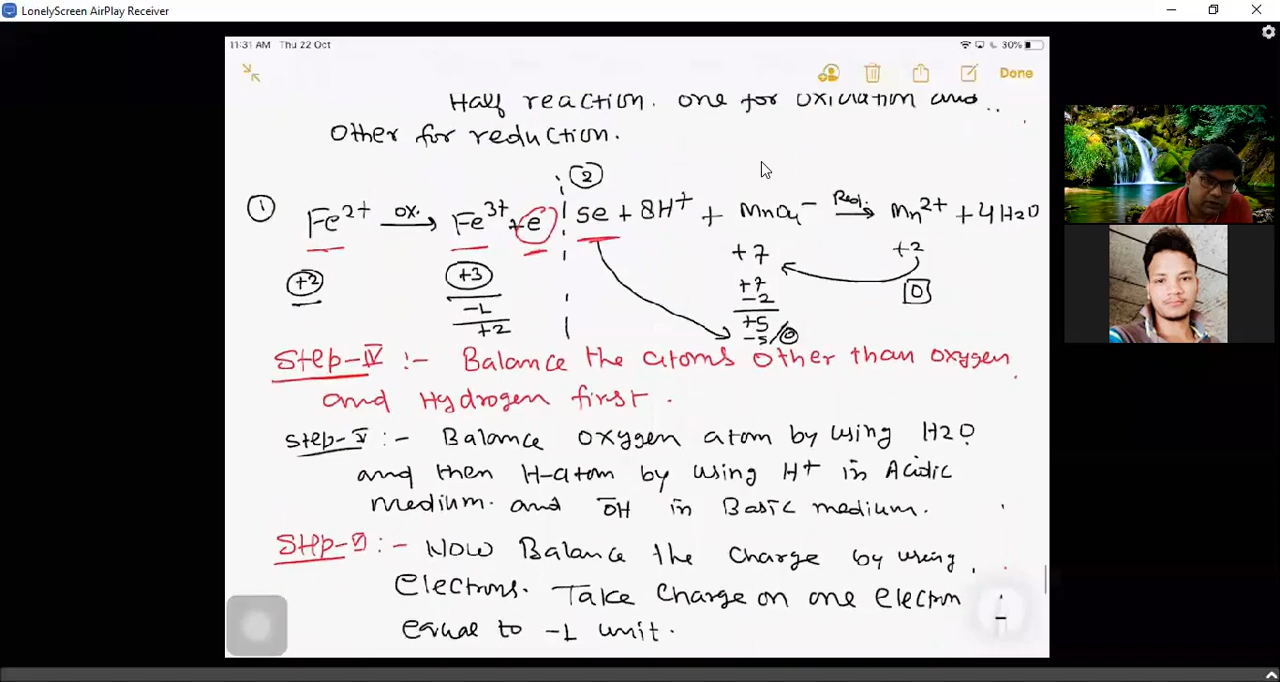 LonelyScreen AirPlay Receiver
11:31 AM Thu 22 Oct
30%
Done
Half reaction. one for oxidation and
Other for reduction.
① Fe2+ ox. → Fe3+ + e ② 5e + 8H+ + MnO4- Red. → Mn2+ + 4H2O
+2 +3 +7 +2
-1 +7 0
+2 -2
+5
-5/0
Step-IV :- Balance the atoms other than oxygen
and Hydrogen first.
Step-V :- Balance oxygen atom by using H2O
and then H-atom by using H+ in Acidic
medium. and OH in Basic medium.
:- Now Balance the charge by using
Electrons. Take charge on one Electron
equal to -1 unit.